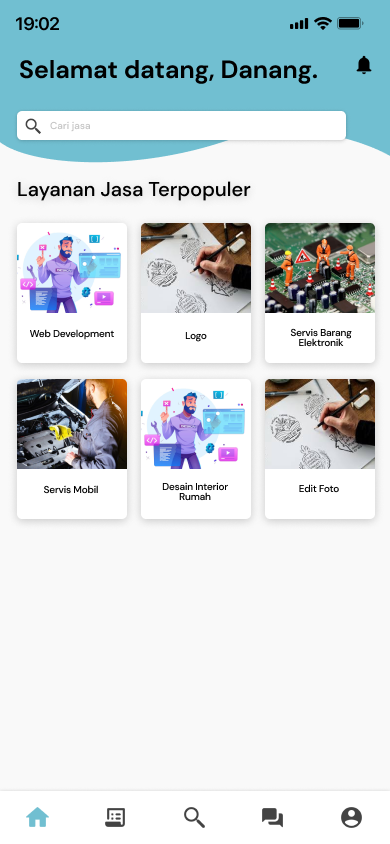 19:02
Selamat datang, Danang.
Cari jasa
Layanan Jasa Terpopuler
Web Development
Logo
Servis Barang
Elektronik
Servis Mobil
Desain Interior
Rumah
Edit Foto